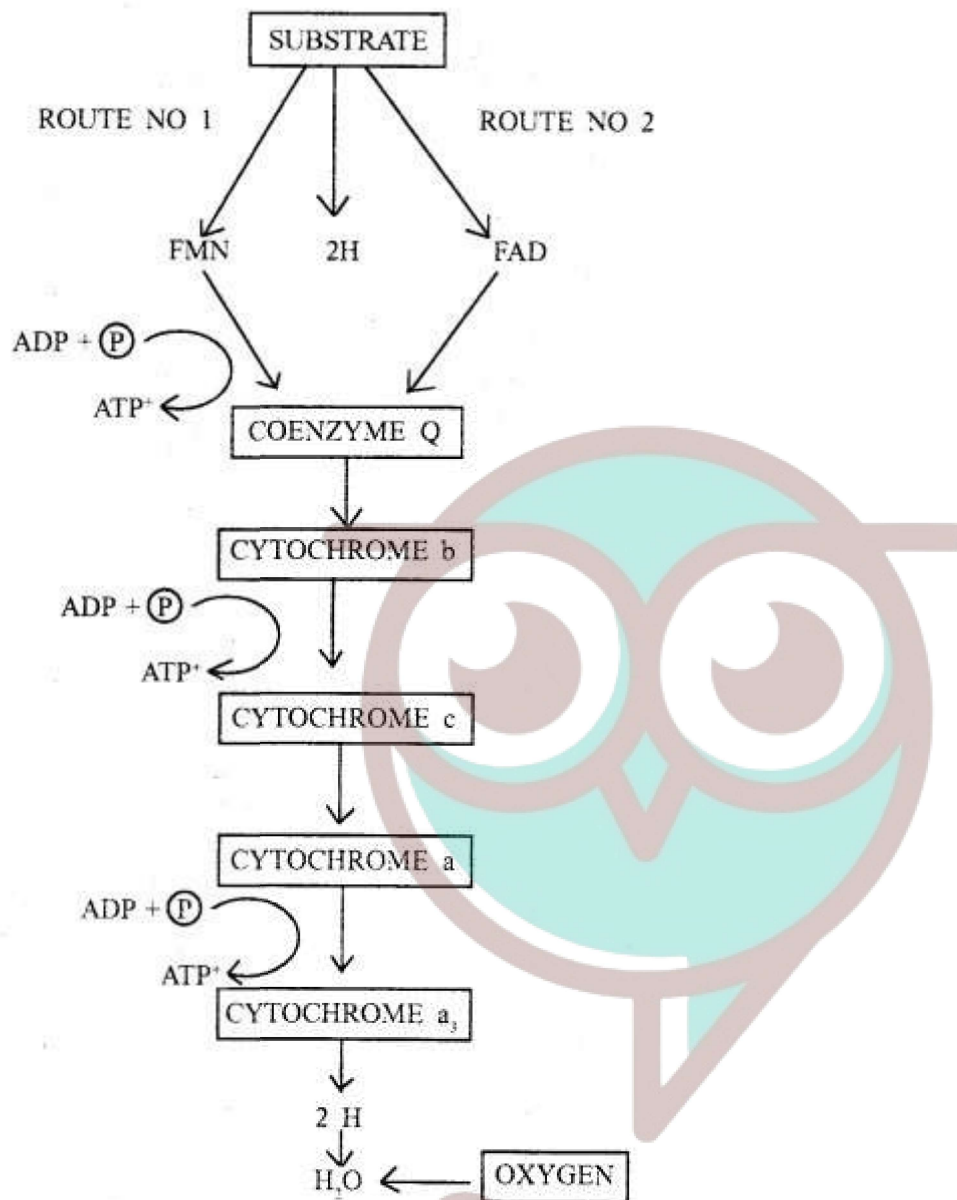 SUBSTRATE
ROUTE NO 1
ROUTE NO 2
FMN
2H
FAD
ADP + P
ATP+
COENZYME Q
CYTOCHROME b
ADP + P
ATP+
CYTOCHROME c
CYTOCHROME a
ADP + P
ATP+
CYTOCHROME a₃
2 H
H₂O
OXYGEN